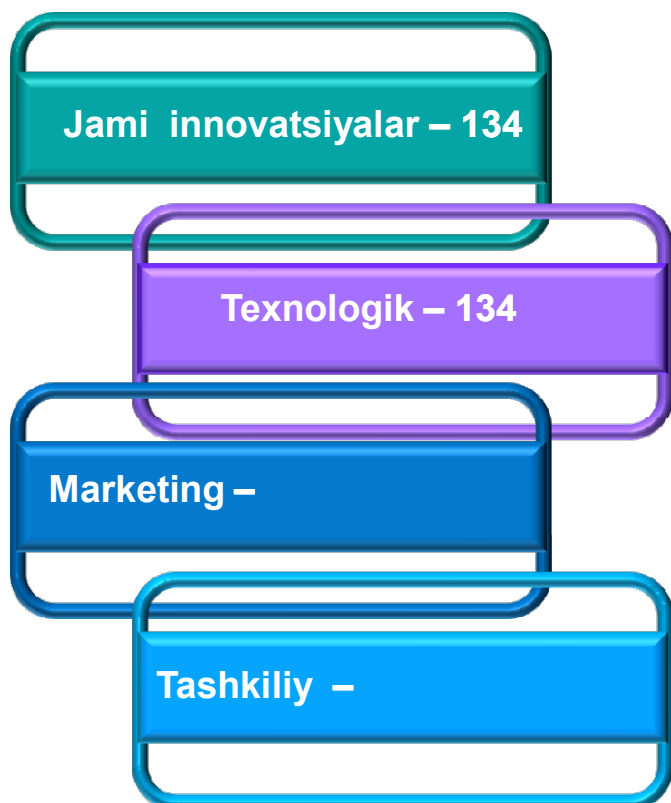 Jami innovatsiyalar – 134
Texnologik – 134
Marketing –
Tashkiliy –